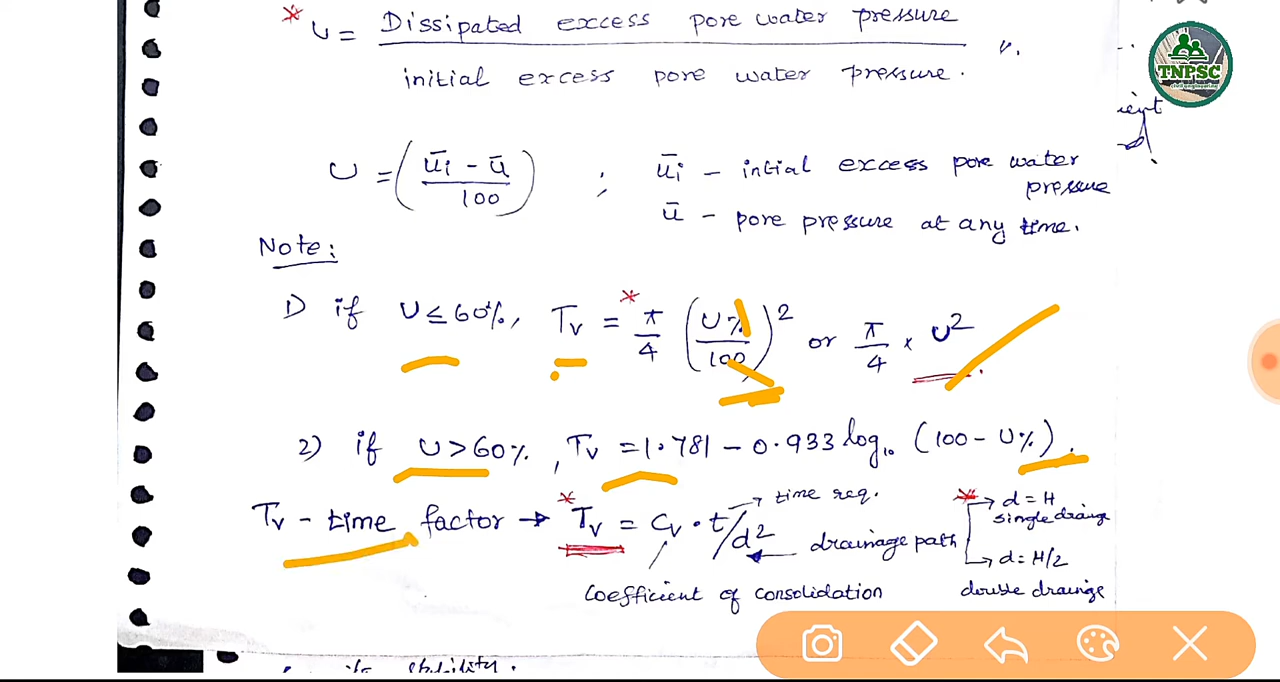 * U = Dissipated excess pore water pressure
initial excess pore water pressure.
TNPSC
U = ( ūi - ū / 100 ) ; ūi - intial excess pore water
pressure
ū - pore pressure at any time.
Note:
1) if U ≤ 60%, Tv =* π/4 ( U% / 100 )² or π/4 × U²
2) if U > 60%, Tv = 1.781 - 0.933 log₁₀ (100 - U%).
Tv - time factor → * Tv = Cv · t/d²
time req.
drainage path
* d = H
single drainge
d = H/2
double drainge
Coefficient of consolidation